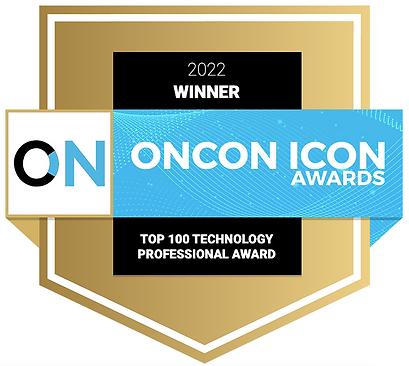 2022
WINNER
ON
ONCON ICON
AWARDS
TOP 100 TECHNOLOGY
PROFESSIONAL AWARD